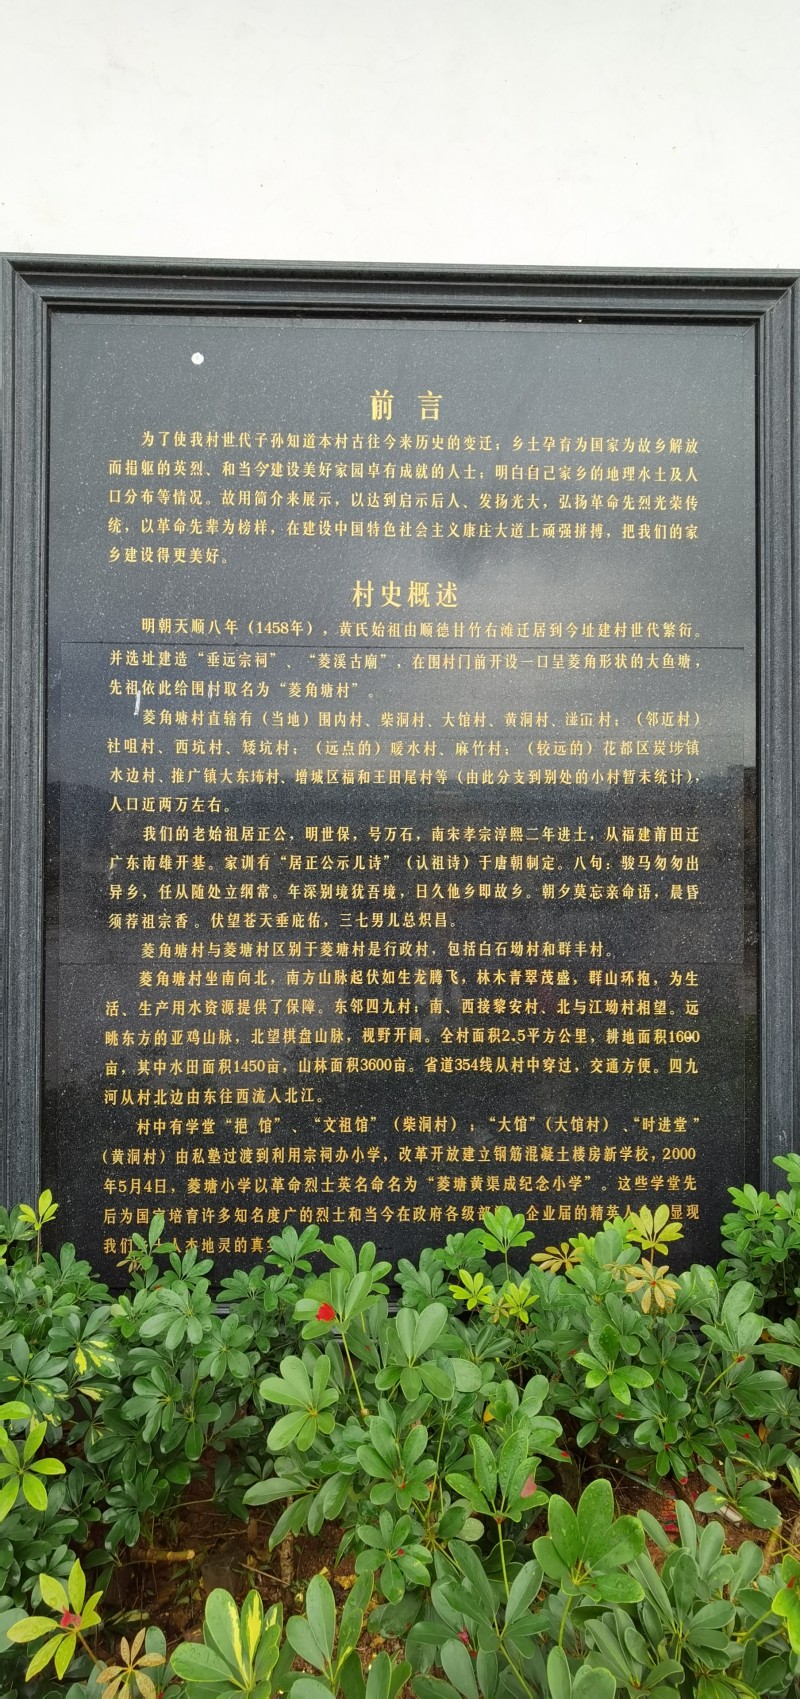 前言
为了使我村世代子孙知道本村古往今来历史的变迁；乡土孕育为国家为故乡解放
而捐躯的英烈、和当今建设美好家园卓有成就的人士；明白自己家乡的地理水土及人
口分布等情况。故用简介来展示，以达到启示后人、发扬光大，弘扬革命先烈光荣传
统，以革命先辈为榜样，在建设中国特色社会主义康庄大道上顽强拼搏，把我们的家
乡建设得更美好。
村史概述
明朝天顺八年（1458年），黄氏始祖由顺德甘竹右滩迁居到今址建村世代繁衍。
并选址建造“垂远宗祠”、“菱溪古廟”，在围村门前开设一口呈菱角形状的大鱼塘，
先祖依此给围村取名为“菱角塘村”。
菱角塘村直辖有（当地）围内村、柴洞村、大馆村、黄洞村、村；（邻近村）
社咀村、西坑村、矮坑村；（远点的）暖水村、麻竹村；（较远的）花都区炭步镇
水边村、推广镇大东埗村、增城区福和王田尾村等（由此分支到别处的小村暂未统计），
人口近两万左右。
我们的老始祖居正公，明世保，号万石，南宋孝宗淳熙二年进士，从福建莆田迁
广东南雄开基。家训有“居正公示儿诗”（认祖诗）于唐朝制定。八句：骏马匆匆出
异乡，任从随处立纲常。年深别境犹吾境，日久他乡即故乡。朝夕莫忘亲命语，晨昏
须荐祖宗香。伏望苍天垂庇佑，三七男儿总炽昌。
菱角塘村与菱塘村区别于菱塘村是行政村，包括白石坳村和群丰村。
菱角塘村坐南向北，南方山脉起伏如生龙腾飞，林木青翠茂盛，群山环抱，为生
活、生产用水资源提供了保障。东邻四九村；南、西接黎安村、北与江坳村相望。远
眺东方的亚鸡山脉，北望棋盘山脉，视野开阔。全村面积2.5平方公里，耕地面积1600
亩，其中水田面积1450亩，山林面积3600亩。省道354线从村中穿过，交通方便。四九
河从村北边由东往西流入北江。
村中有学堂“挹 馆”、“文祖馆”（柴洞村）；“大馆”（大馆村）、“时进堂”
（黄洞村）由私塾过渡到利用宗祠办小学，改革开放建立钢筋混凝土楼房新学校，2000
年5月4日，菱塘小学以革命烈士英名命名为“菱塘黄渠成纪念小学”。这些学堂先
后为国家培育许多知名度广的烈士和当今在政府各级部 企业届的精英人 显现
我们 人杰地灵的真